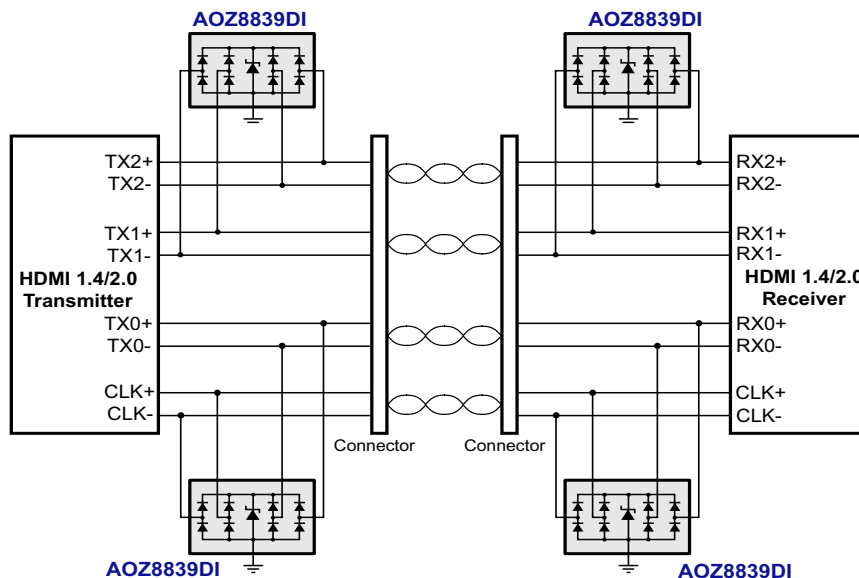 AOZ8839DI
AOZ8839DI
TX2+
TX2-
TX1+
TX1-
HDMI 1.4/2.0
Transmitter
TX0+
TX0-
CLK+
CLK-
RX2+
RX2-
RX1+
RX1-
HDMI 1.4/2.0
Receiver
RX0+
RX0-
CLK+
CLK-
Connector
Connector
AOZ8839DI
AOZ8839DI